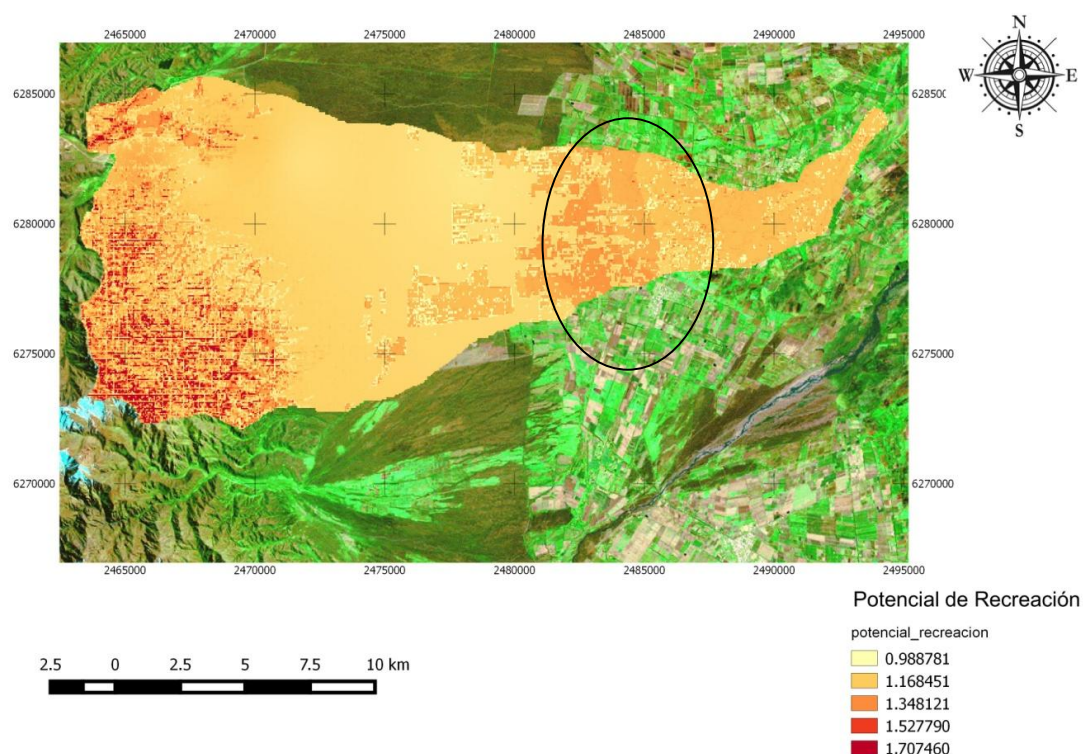 N
W E
S
2465000 2470000 2475000 2480000 2485000 2490000 2495000
6285000 6285000
6280000 6280000
6275000 6275000
6270000 6270000
2465000 2470000 2475000 2480000 2485000 2490000 2495000
Potencial de Recreación
potencial_recreacion
0.988781
1.168451
1.348121
1.527790
1.707460
2.5 0 2.5 5 7.5 10 km